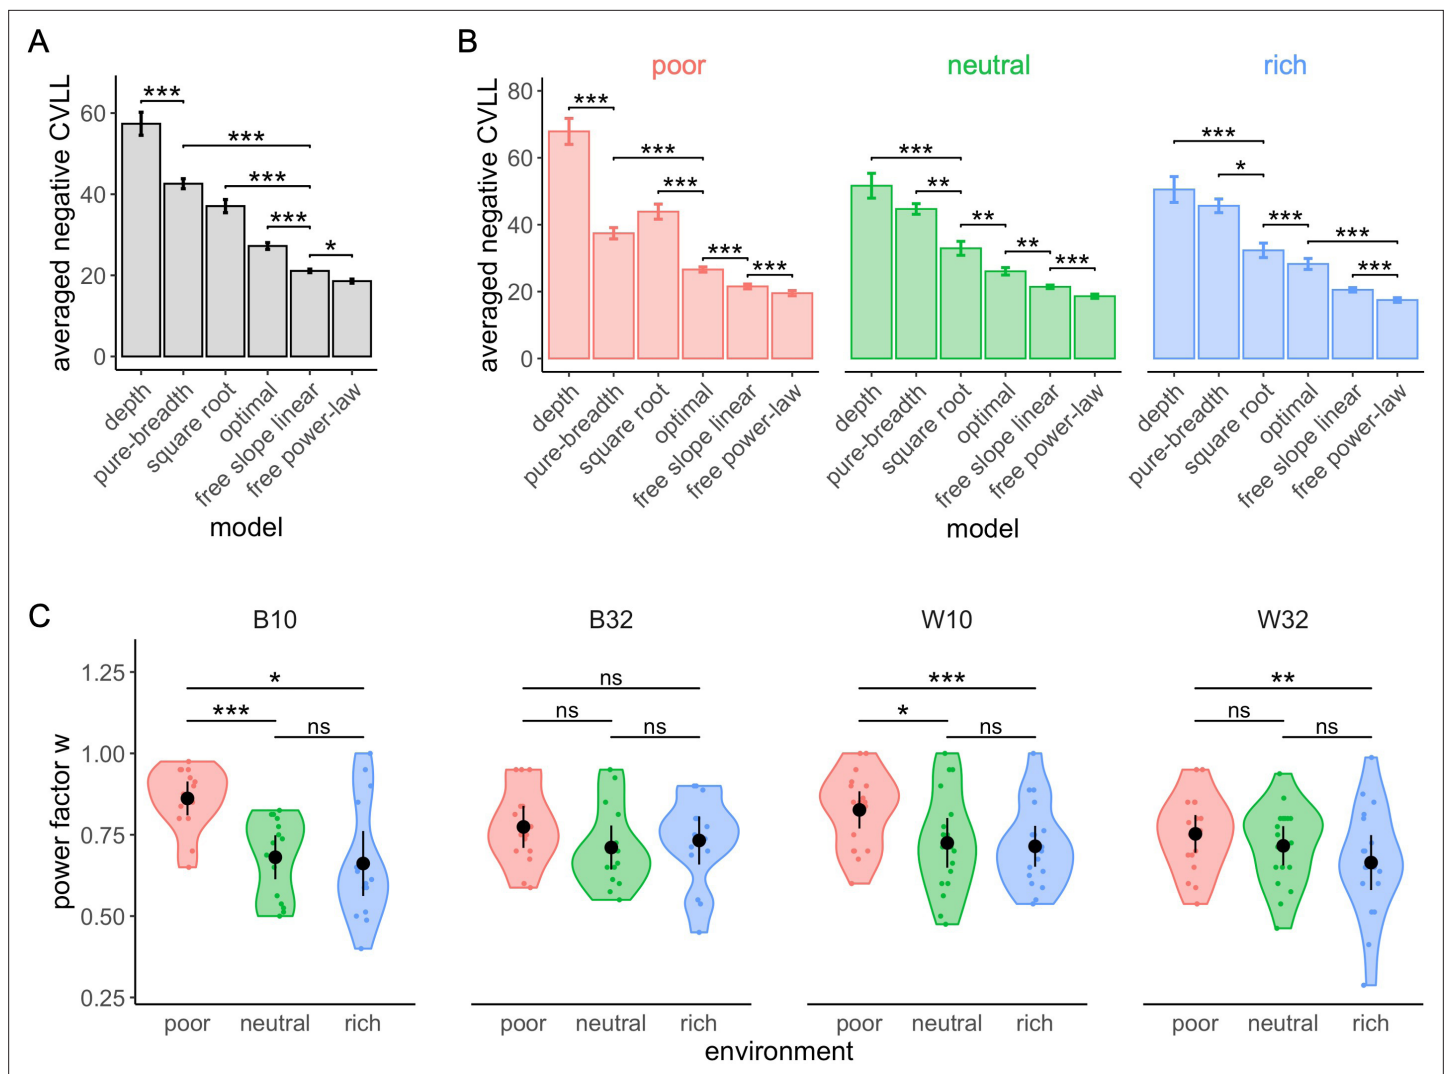 A
averaged negative CVLL
60
40
20
0
***
***
***
***
*
depth
pure-breadth
square root
optimal
free slope linear
free power-law
model
B
poor
neutral
rich
averaged negative CVLL
80
60
40
20
0
***
***
***
***
***
***
**
**
**
***
***
*
***
***
***
depth
pure-breadth
square root
optimal
free slope linear
free power-law
depth
pure-breadth
square root
optimal
free slope linear
free power-law
depth
pure-breadth
square root
optimal
free slope linear
free power-law
model
C
B10
B32
W10
W32
power factor w
1.25
1.00
0.75
0.50
0.25
*
***
ns
ns
ns
ns
***
*
ns
**
ns
ns
poor neutral rich
poor neutral rich
poor neutral rich
poor neutral rich
environment